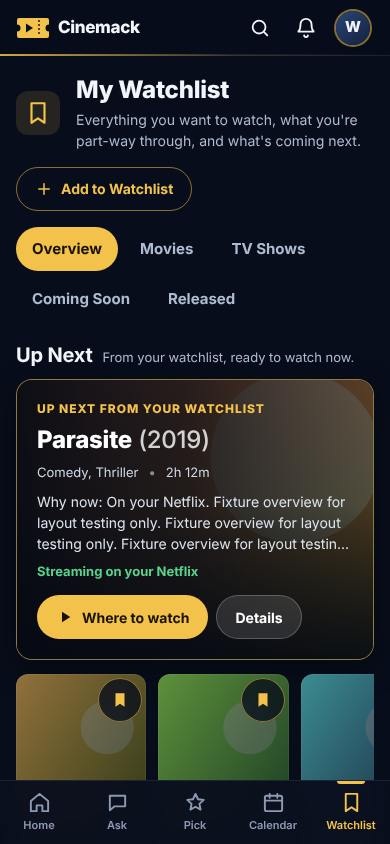 Cinemack
W
My Watchlist
Everything you want to watch, what you're
part-way through, and what's coming next.
Add to Watchlist
Overview Movies TV Shows
Coming Soon Released
Up Next From your watchlist, ready to watch now.
UP NEXT FROM YOUR WATCHLIST
Parasite (2019)
Comedy, Thriller • 2h 12m
Why now: On your Netflix. Fixture overview for
layout testing only. Fixture overview for layout
testing only. Fixture overview for layout testin...
Streaming on your Netflix
Where to watch Details
Home Ask Pick Calendar Watchlist